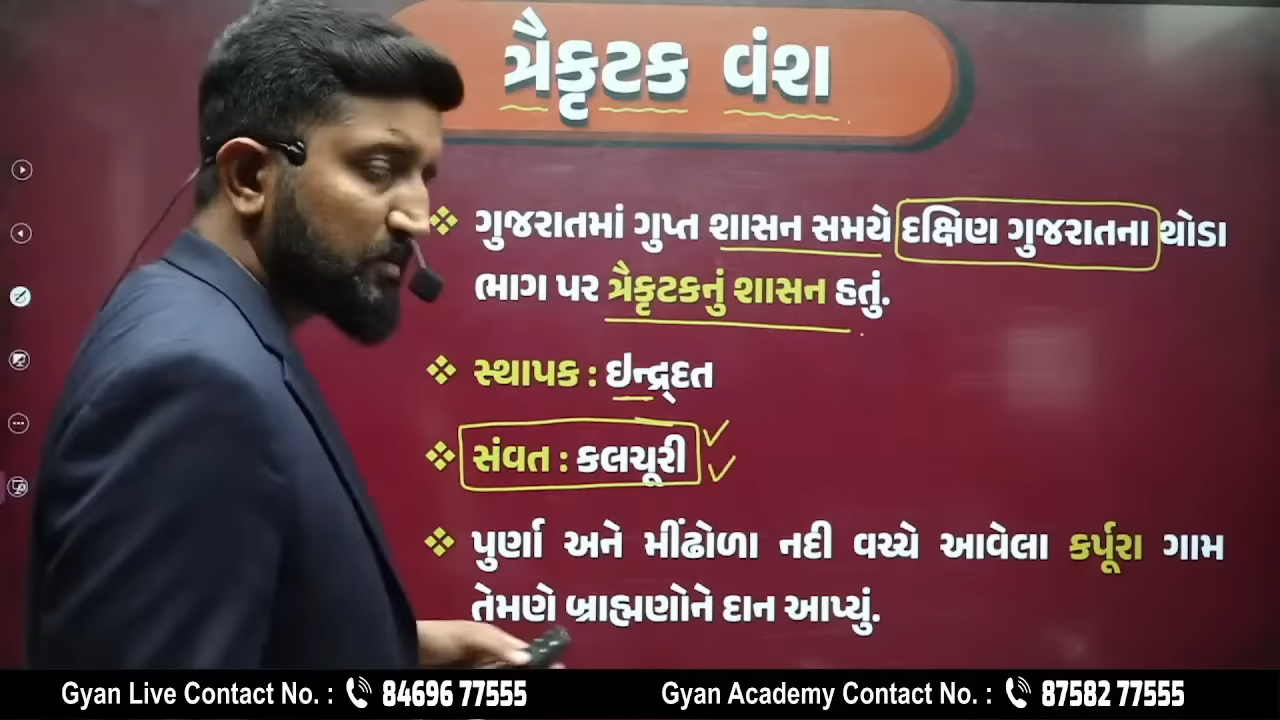 ત્રૈકૃટક વંશ
ગુજરાતમાં ગુપ્ત શાસન સમયે દક્ષિણ ગુજરાતના થોડા
ભાગ પર ત્રૈકૃટકનું શાસન હતું.
સ્થાપક : ઇન્દ્રદત
સંવત : કલચૂરી
પુર્ણા અને મીંઢોળા નદી વચ્ચે આવેલા કર્પૂરા ગામ
તેમણે બ્રાહ્મણોને દાન આપ્યું.
Gyan Live Contact No. : 84696 77555
Gyan Academy Contact No. : 87582 77555